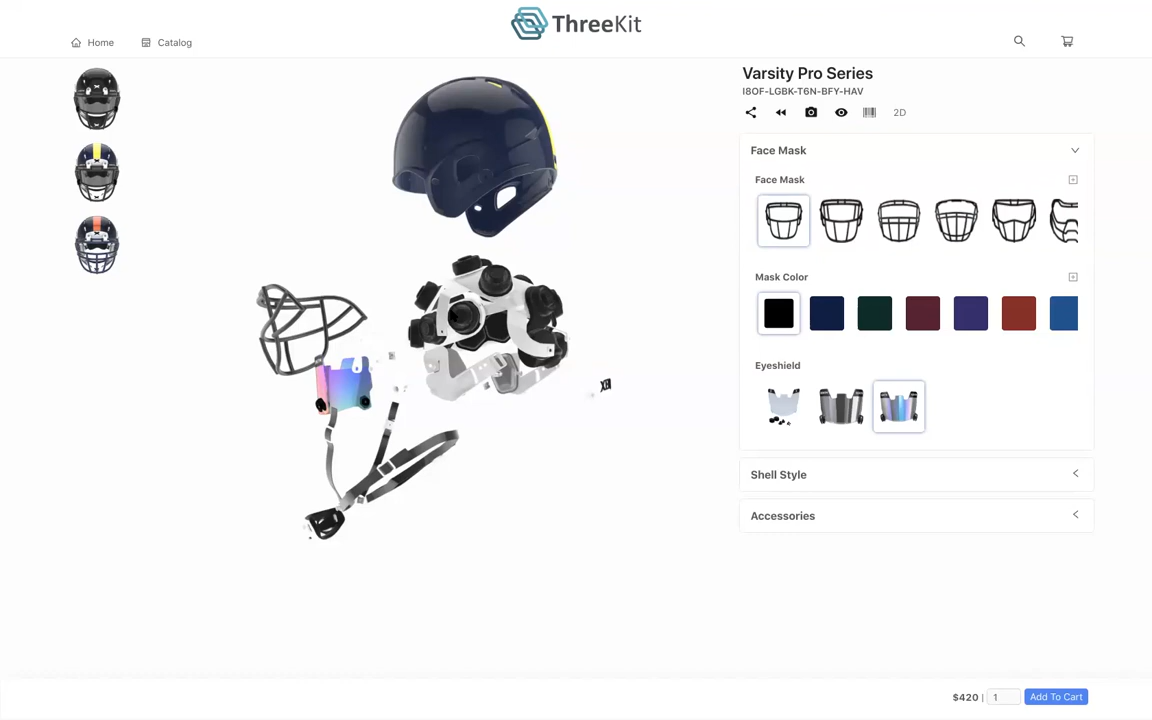 ThreeKit
Home
Catalog
Varsity Pro Series
I8OF-LGBK-T6N-BFY-HAV
2D
Face Mask
Face Mask
Mask Color
Eyeshield
Shell Style
Accessories
$420 | 1 Add To Cart